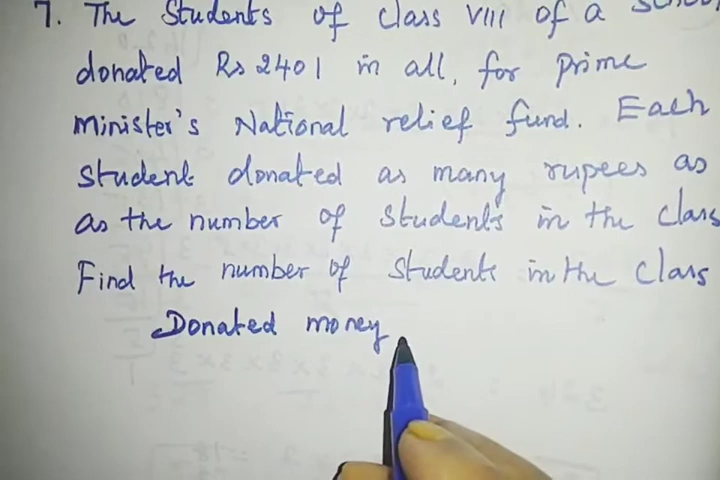 7. The Students of class VIII of a School
donated Rs 2401 in all, for prime
minister's National relief fund. Each
student donated as many rupees as
as the number of students in the class
Find the number of students in the class
Donated money